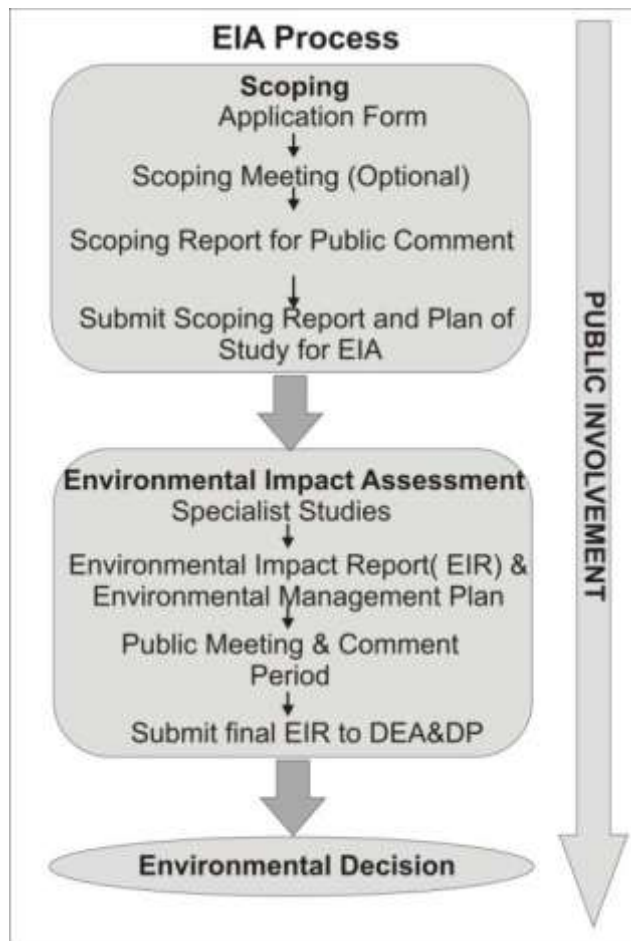 EIA Process
Scoping
Application Form
Scoping Meeting (Optional)
Scoping Report for Public Comment
Submit Scoping Report and Plan of
Study for EIA
Environmental Impact Assessment
Specialist Studies
Environmental Impact Report( EIR) &
Environmental Management Plan
Public Meeting & Comment
Period
Submit final EIR to DEA&DP
Environmental Decision
PUBLIC INVOLVEMENT